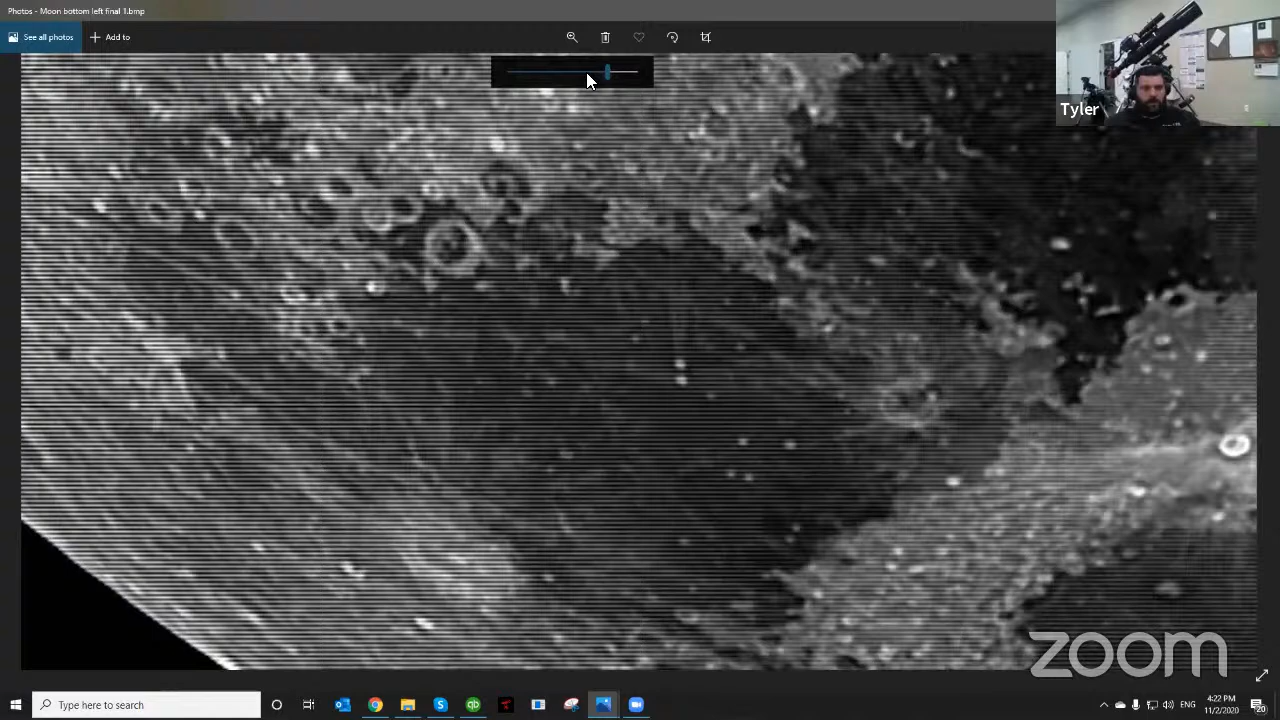 Photos - Moon bottom left final 1.bmp
See all photos
Add to
Tyler
zoom
Type here to search
ENG
4:22 PM
11/2/2020
20